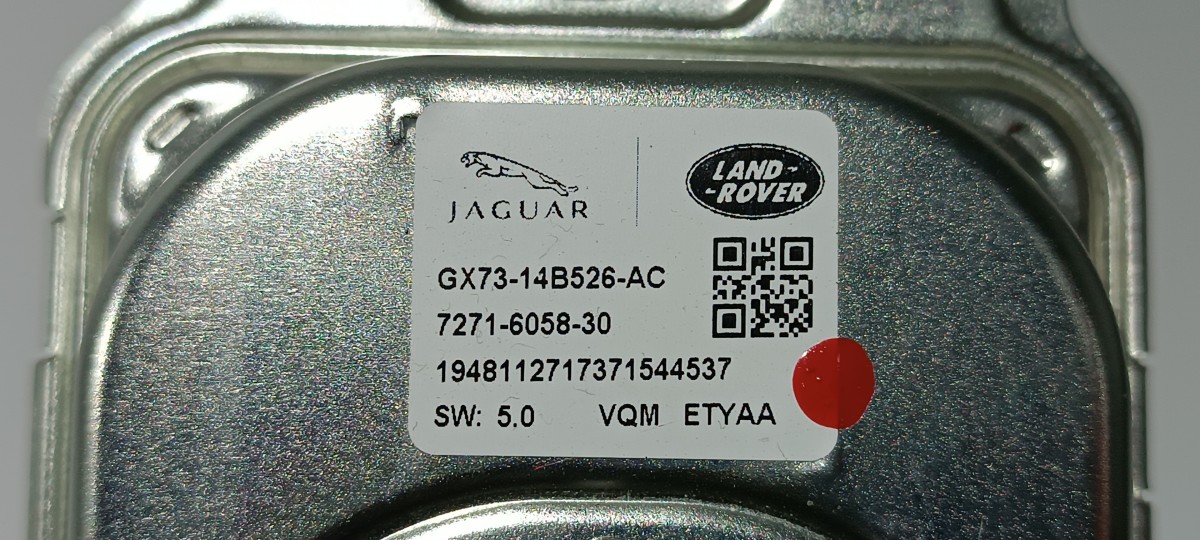 JAGUAR
LAND-
-ROVER
GX73-14B526-AC
7271-6058-30
1948112717371544537
SW: 5.0 VQM ETYAA